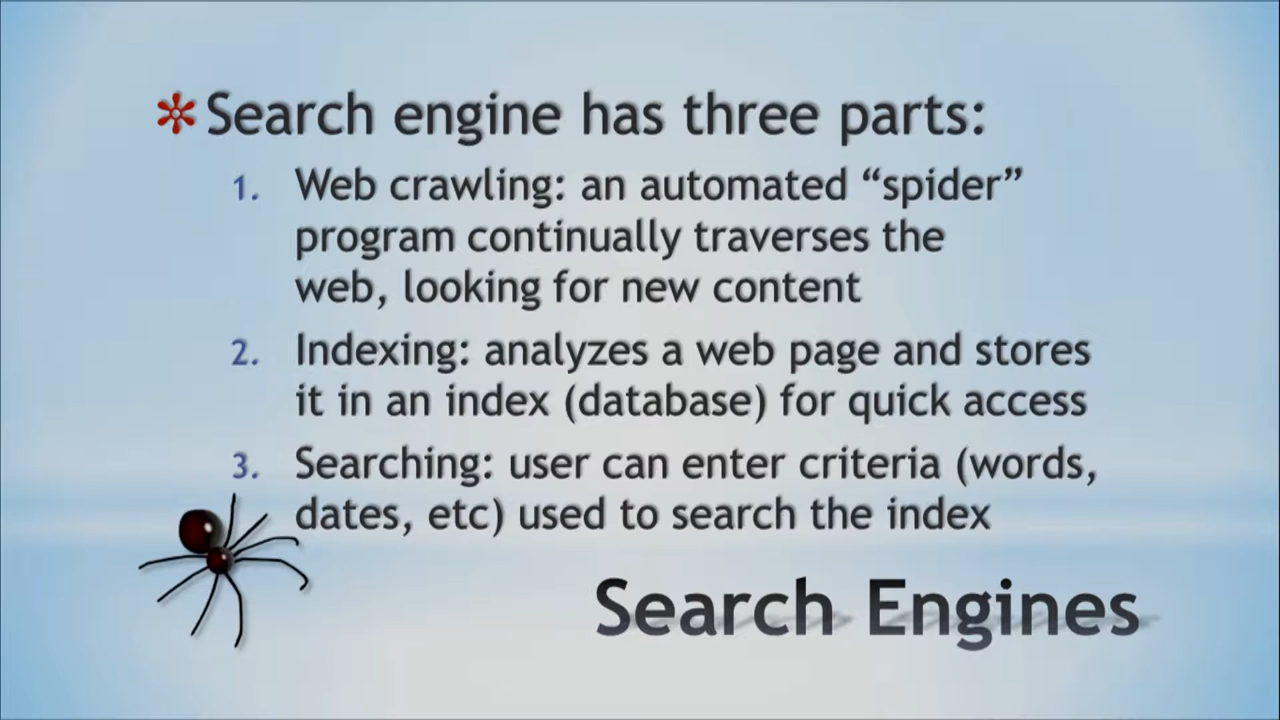 Search engine has three parts:
1. Web crawling: an automated “spider”
program continually traverses the
web, looking for new content
2. Indexing: analyzes a web page and stores
it in an index (database) for quick access
3. Searching: user can enter criteria (words,
dates, etc) used to search the index
Search Engines